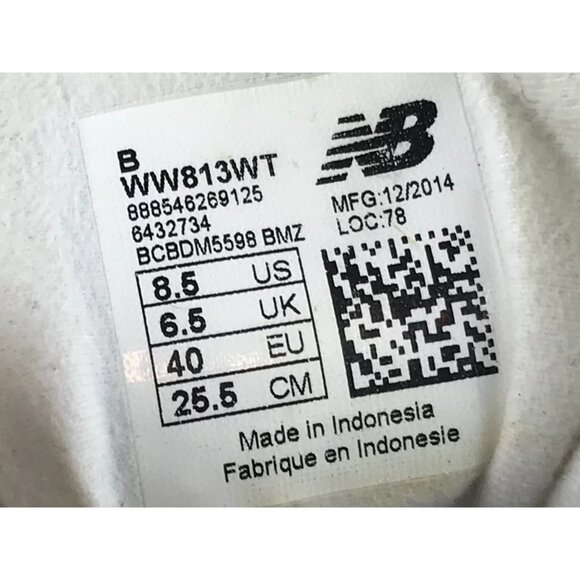 B
WW813WT
888546269125
6432734
BCBDM5598 BMZ
8.5 US
6.5 UK
40 EU
25.5 CM
NB
MFG:12/2014
LOC:78
Made in Indonesia
Fabrique en Indonesie